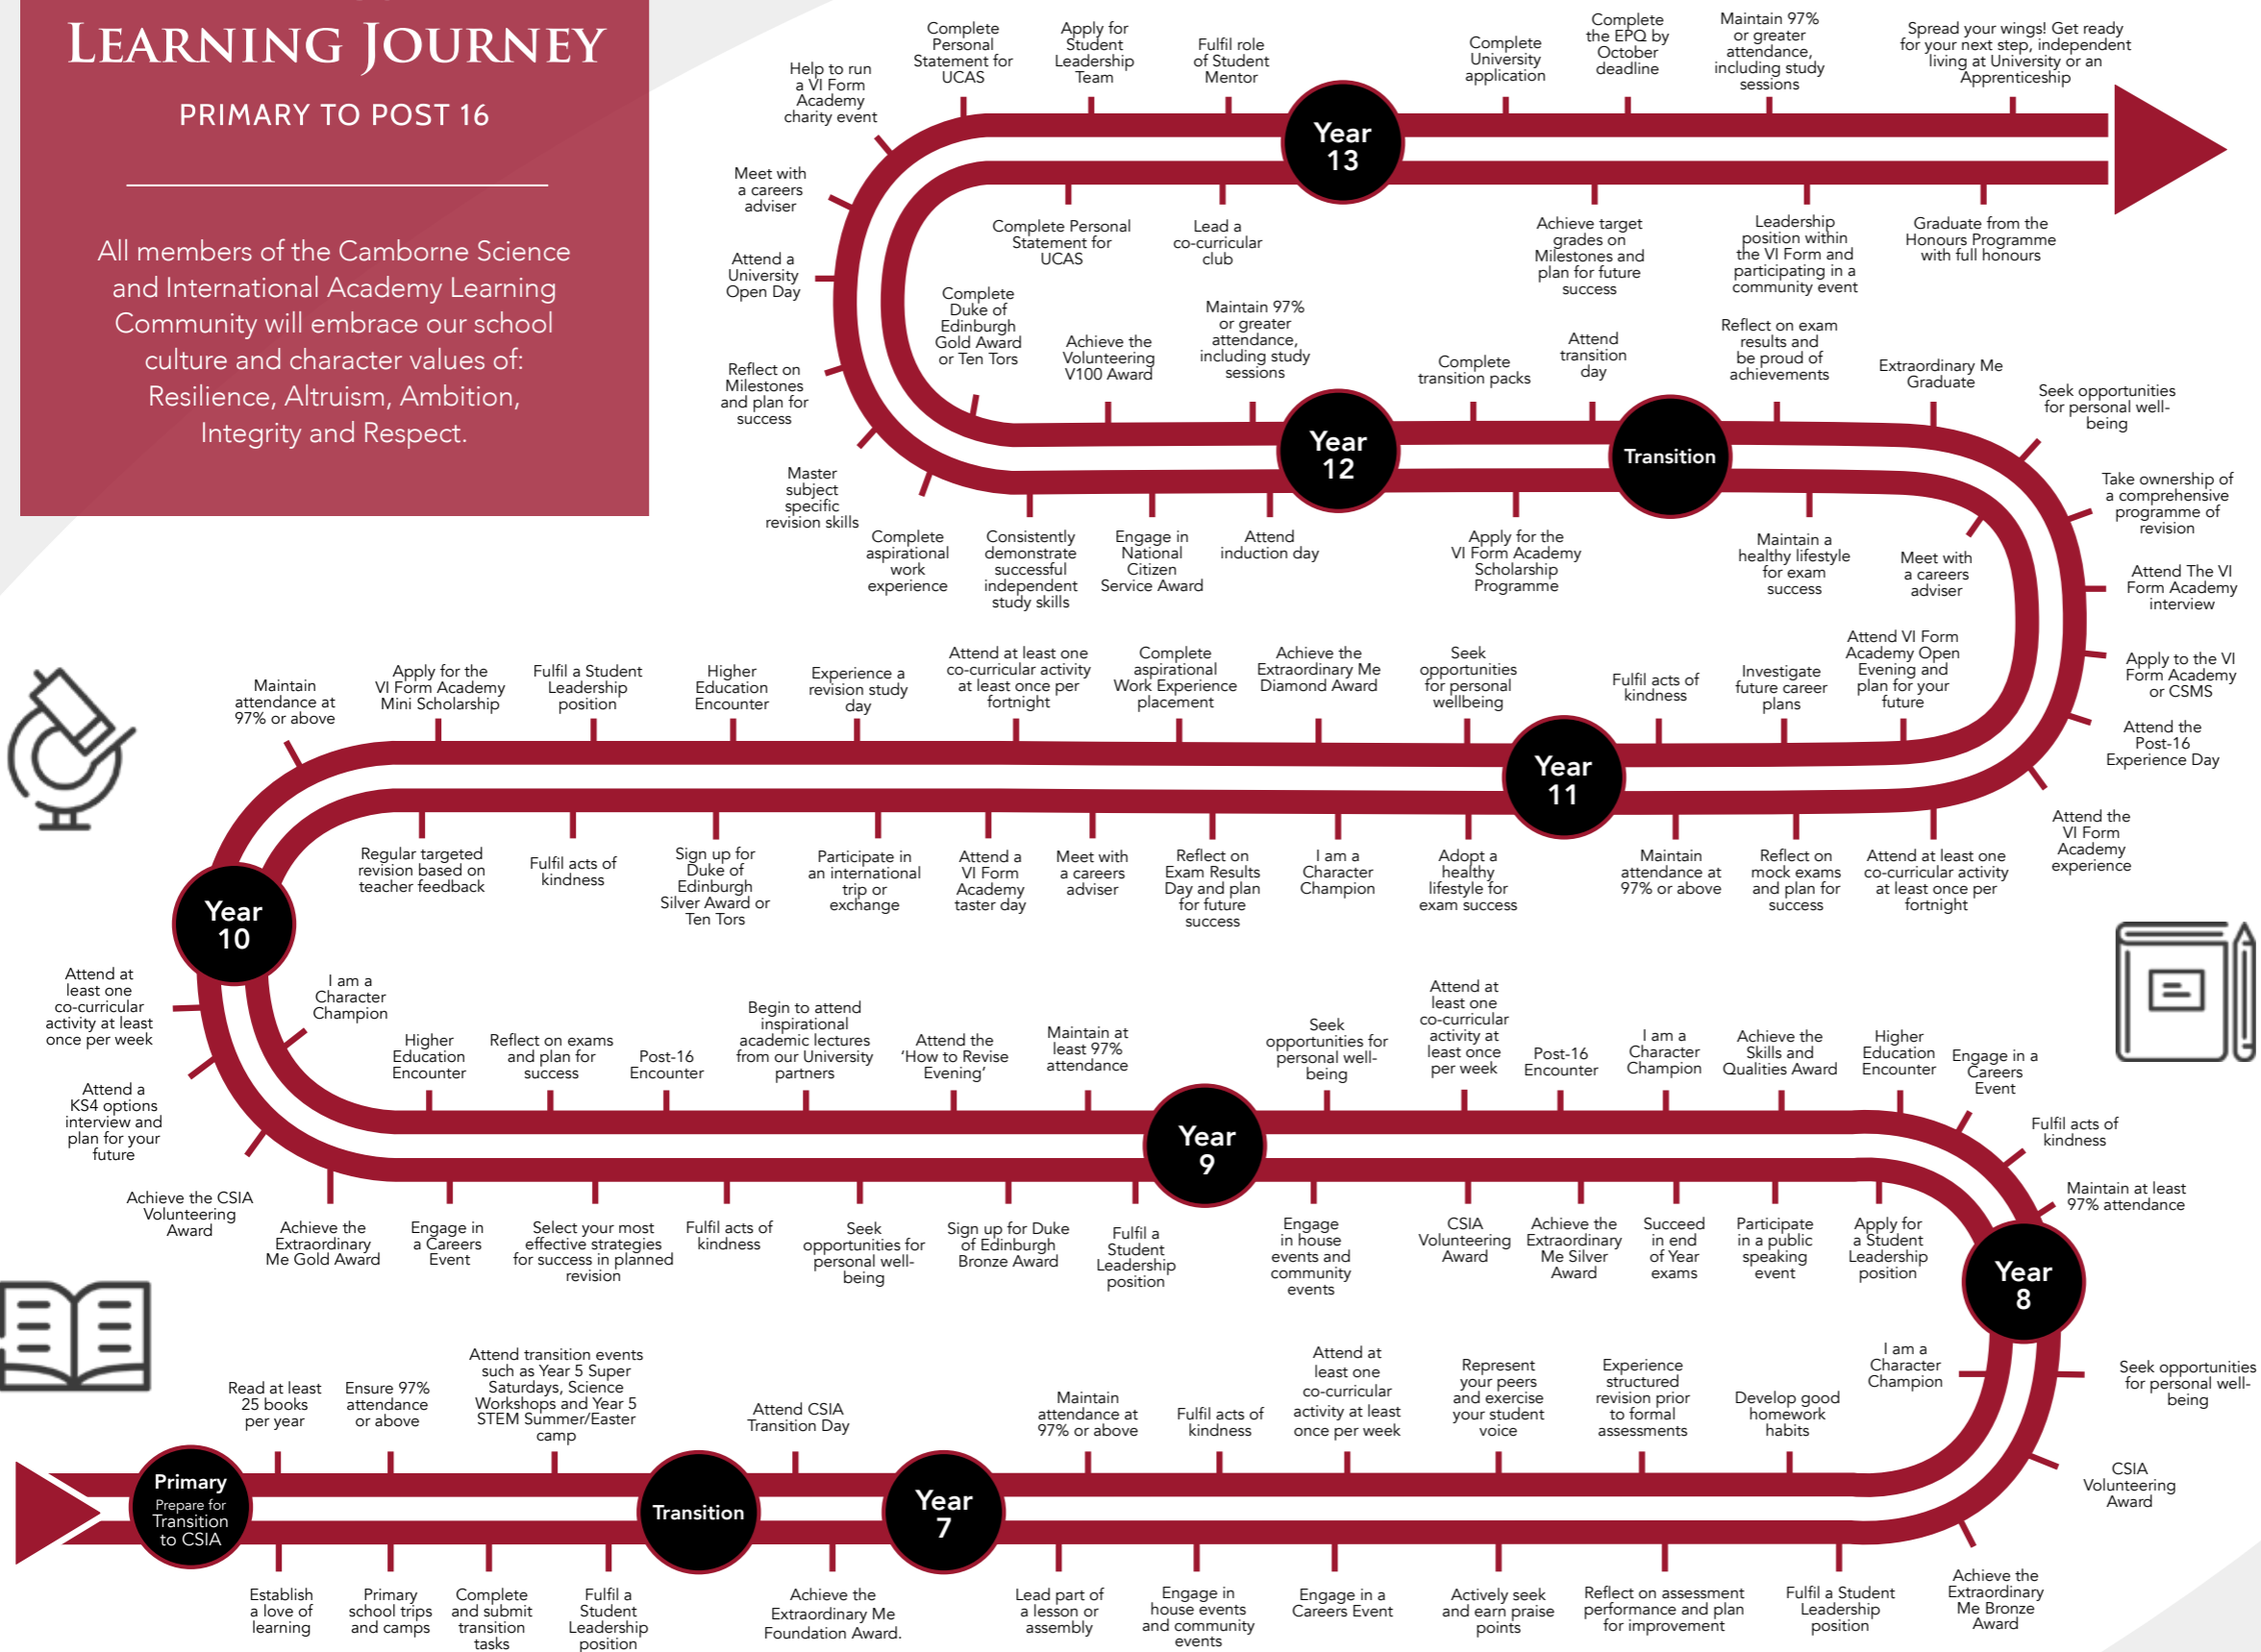 LEARNING JOURNEY
PRIMARY TO POST 16
All members of the Camborne Science
and International Academy Learning
Community will embrace our school
culture and character values of:
Resilience, Altruism, Ambition,
Integrity and Respect.
Help to run
a VI Form
Academy
charity event
Complete
Personal
Statement for
UCAS
Apply for
Student
Leadership
Team
Fulfil role
of Student
Mentor
Year
13
Complete
University
application
Complete
the EPQ by
October
deadline
Maintain 97%
or greater
attendance,
including study
sessions
Spread your wings! Get ready
for your next step, independent
living at University or an
Apprenticeship
Meet with
a careers
adviser
Attend a
University
Open Day
Reflect on
Milestones
and plan for
success
Master
subject
specific
revision skills
Complete Personal
Statement for
UCAS
Lead a
co-curricular
club
Achieve target
grades on
Milestones and
plan for future
success
Leadership
position within
the VI Form and
participating in a
community event
Graduate from the
Honours Programme
with full honours
Complete
Duke of
Edinburgh
Gold Award
or Ten Tors
Achieve the
Volunteering
V100 Award
Maintain 97%
or greater
attendance,
including study
sessions
Year
12
Complete
transition packs
Attend
transition
day
Transition
Reflect on exam
results and
be proud of
achievements
Extraordinary Me
Graduate
Seek opportunities
for personal well-
being
Take ownership of
a comprehensive
programme of
revision
Attend The VI
Form Academy
interview
Apply to the VI
Form Academy
or CSMS
Attend the
Post-16
Experience Day
Attend the
VI Form
Academy
experience
Complete
aspirational
work
experience
Consistently
demonstrate
successful
independent
study skills
Engage in
National
Citizen
Service Award
Attend
induction day
Apply for the
VI Form Academy
Scholarship
Programme
Maintain a
healthy lifestyle
for exam
success
Meet with
a careers
adviser
Maintain
attendance at
97% or above
Apply for the
VI Form Academy
Mini Scholarship
Fulfil a Student
Leadership
position
Higher
Education
Encounter
Experience a
revision study
day
Attend at least one
co-curricular activity
at least once per
fortnight
Complete
aspirational
Work Experience
placement
Achieve the
Extraordinary Me
Diamond Award
Seek
opportunities
for personal
wellbeing
Year
11
Fulfil acts of
kindness
Investigate
future career
plans
Attend VI Form
Academy Open
Evening and
plan for your
future
Regular targeted
revision based on
teacher feedback
Fulfil acts of
kindness
Sign up for
Duke of
Edinburgh
Silver Award or
Ten Tors
Participate in
an international
trip or
exchange
Attend a
VI Form
Academy
taster day
Meet with
a careers
adviser
Reflect on
Exam Results
Day and plan
for future
success
I am a
Character
Champion
Adopt a
healthy
lifestyle for
exam success
Maintain
attendance at
97% or above
Reflect on
mock exams
and plan for
success
Attend at least one
co-curricular activity
at least once per
fortnight
Year
10
Attend at
least one
co-curricular
activity at least
once per week
Attend a
KS4 options
interview and
plan for your
future
Achieve the CSIA
Volunteering
Award
I am a
Character
Champion
Higher
Education
Encounter
Reflect on exams
and plan for
success
Post-16
Encounter
Begin to attend
inspirational
academic lectures
from our University
partners
Attend the
‘How to Revise
Evening’
Maintain at
least 97%
attendance
Year
9
Seek
opportunities for
personal well-
being
Attend at
least one
co-curricular
activity at
least once
per week
Post-16
Encounter
I am a
Character
Champion
Achieve the
Skills and
Qualities Award
Higher
Education
Encounter
Engage in a
Careers
Event
Fulfil acts of
kindness
Maintain at least
97% attendance
Achieve the
Extraordinary
Me Gold Award
Engage in
a Careers
Event
Select your most
effective strategies
for success in planned
revision
Fulfil acts of
kindness
Seek
opportunities for
personal well-
being
Sign up for Duke
of Edinburgh
Bronze Award
Fulfil a
Student
Leadership
position
Engage
in house
events and
community
events
CSIA
Volunteering
Award
Achieve the
Extraordinary
Me Silver
Award
Succeed
in end
of Year
exams
Participate
in a public
speaking
event
Apply for
a Student
Leadership
position
Year
8
Read at least
25 books
per year
Ensure 97%
attendance
or above
Attend transition events
such as Year 5 Super
Saturdays, Science
Workshops and Year 5
STEM Summer/Easter
camp
Attend CSIA
Transition Day
Maintain
attendance at
97% or above
Fulfil acts of
kindness
Attend at
least one
co-curricular
activity at least
once per week
Represent
your peers
and exercise
your student
voice
Experience
structured
revision prior
to formal
assessments
Develop good
homework
habits
I am a
Character
Champion
Seek opportunities
for personal well-
being
CSIA
Volunteering
Award
Primary
Prepare for
Transition
to CSIA
Transition
Year
7
Establish
a love of
learning
Primary
school trips
and camps
Complete
and submit
transition
tasks
Fulfil a
Student
Leadership
position
Achieve the
Extraordinary Me
Foundation Award.
Lead part of
a lesson or
assembly
Engage in
house events
and community
events
Engage in a
Careers Event
Actively seek
and earn praise
points
Reflect on assessment
performance and plan
for improvement
Fulfil a Student
Leadership
position
Achieve the
Extraordinary
Me Bronze
Award